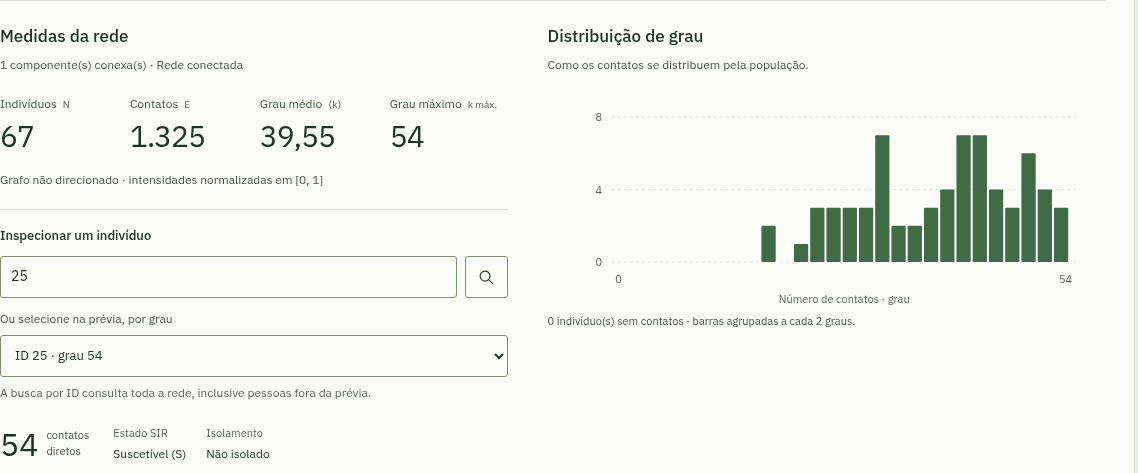 Medidas da rede
1 componente(s) conexa(s) · Rede conectada
Indivíduos N
Contatos E
Grau médio ⟨k⟩
Grau máximo k máx.
67
1.325
39,55
54
Grafo não direcionado · intensidades normalizadas em [0, 1]
Inspecionar um indivíduo
25
Ou selecione na prévia, por grau
ID 25 · grau 54
A busca por ID consulta toda a rede, inclusive pessoas fora da prévia.
54 contatos diretos
Estado SIR
Suscetível (S)
Isolamento
Não isolado
Distribuição de grau
Como os contatos se distribuem pela população.
8
4
0
0
54
Número de contatos · grau
0 indivíduo(s) sem contatos · barras agrupadas a cada 2 graus.